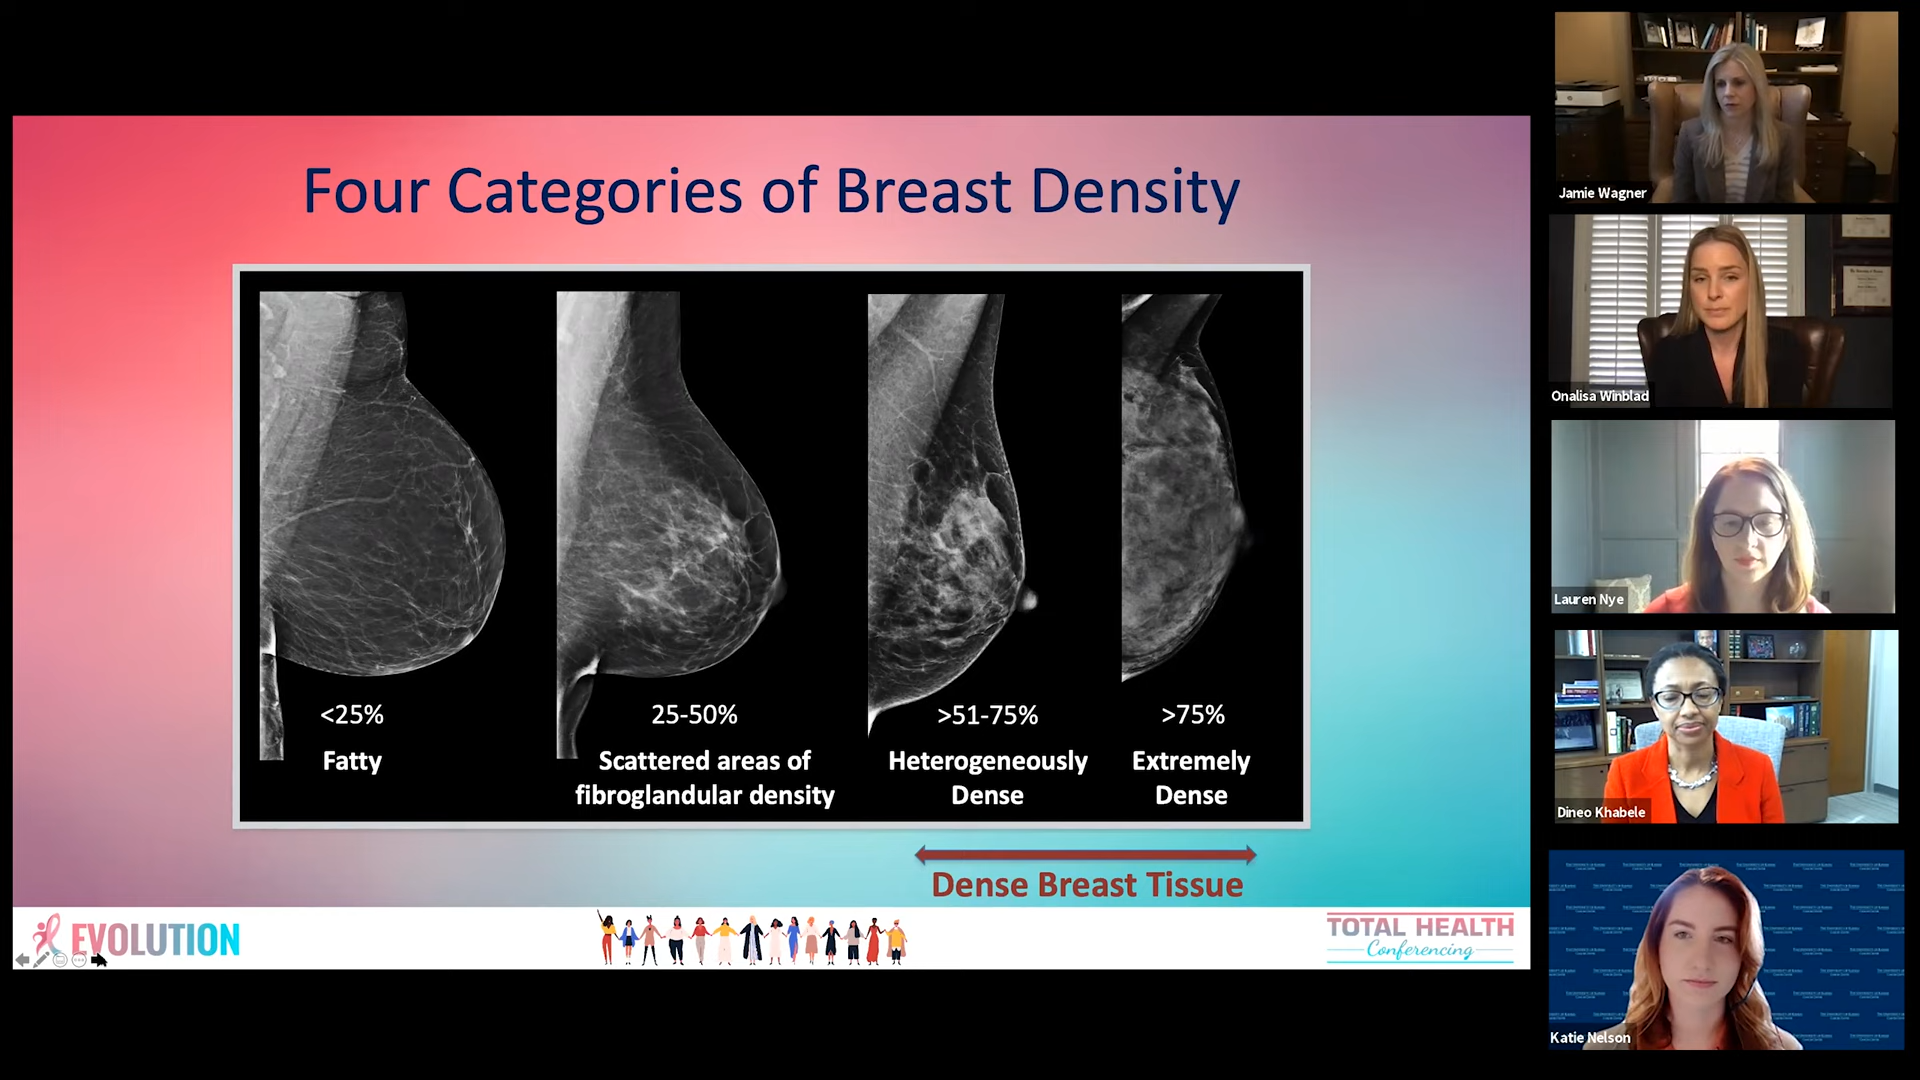 Four Categories of Breast Density
<25%
Fatty
25-50%
Scattered areas of
fibroglandular density
>51-75%
Heterogeneously
Dense
>75%
Extremely
Dense
Dense Breast Tissue
EVOLUTION
TOTAL HEALTH
Conferencing
Jamie Wagner
Onalisa Winblad
Lauren Nye
Dineo Khabele
Katie Nelson